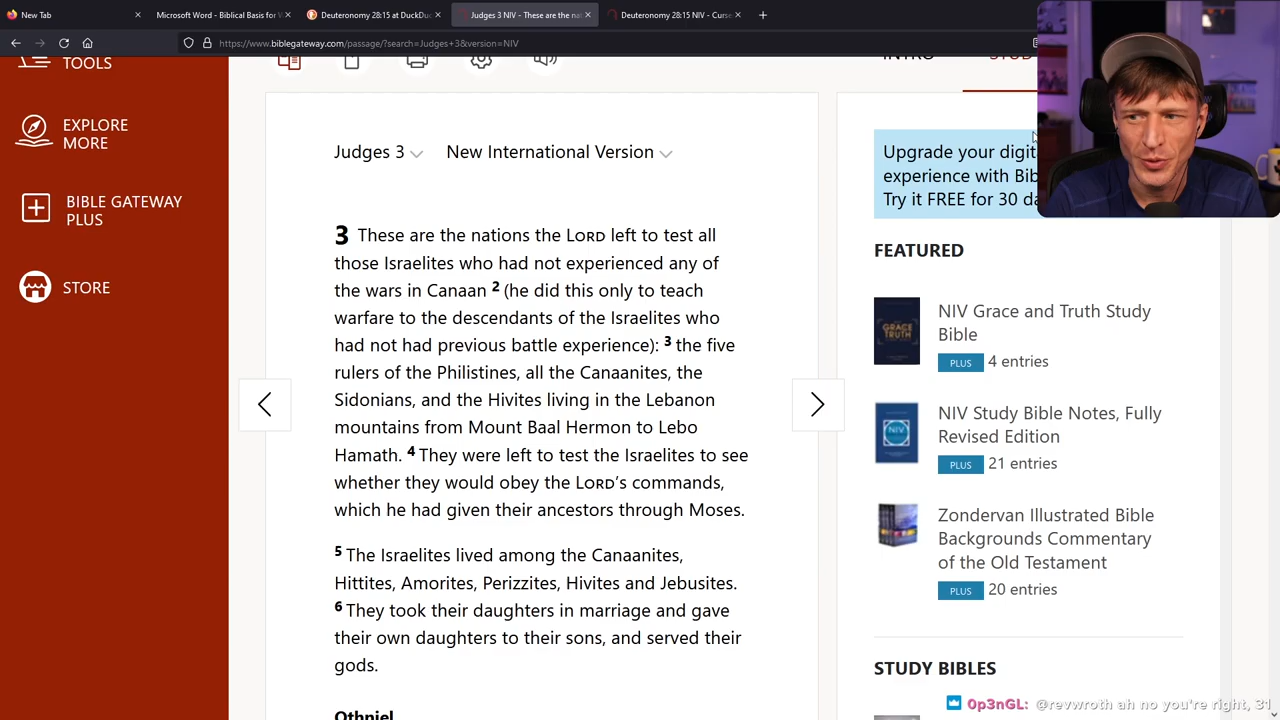 New Tab
Microsoft Word - Biblical Basis for W
Deuteronomy 28:15 at DuckDuc
Judges 3 NIV - These are the nat
Deuteronomy 28:15 NIV - Curse
https://www.biblegateway.com/passage/?search=Judges+3&version=NIV
TOOLS
EXPLORE
MORE
BIBLE GATEWAY
PLUS
STORE
INTRO
Judges 3
New International Version
3 These are the nations the LORD left to test all
those Israelites who had not experienced any of
the wars in Canaan 2 (he did this only to teach
warfare to the descendants of the Israelites who
had not had previous battle experience): 3 the five
rulers of the Philistines, all the Canaanites, the
Sidonians, and the Hivites living in the Lebanon
mountains from Mount Baal Hermon to Lebo
Hamath. 4 They were left to test the Israelites to see
whether they would obey the LORD's commands,
which he had given their ancestors through Moses.
5 The Israelites lived among the Canaanites,
Hittites, Amorites, Perizzites, Hivites and Jebusites.
6 They took their daughters in marriage and gave
their own daughters to their sons, and served their
gods.
Othniel
Upgrade your digit
experience with Bib
Try it FREE for 30 da
FEATURED
NIV Grace and Truth Study
Bible
PLUS 4 entries
NIV Study Bible Notes, Fully
Revised Edition
PLUS 21 entries
Zondervan Illustrated Bible
Backgrounds Commentary
of the Old Testament
PLUS 20 entries
STUDY BIBLES
0p3nGL: @revwroth ah no you're right, 31